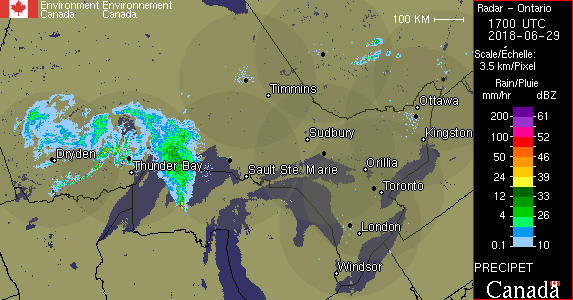 Environment Environnement
Canada Canada
100 KM
Radar - Ontario
1700 UTC
2018-06-29
Scale/Échelle:
3.5 km/Pixel
Rain/Pluie
mm/hr dBZ
200 61
100 52
50 46
24 39
12 33
4 26
0.1 10
PRECIPET
Canada
Timmins
Ottawa
Sudbury
Kingston
Dryden
Thunder Bay
Sault Ste. Marie
Orillia
Toronto
London
Windsor